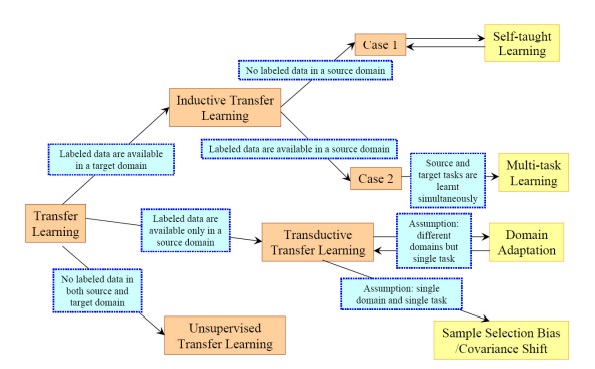 Case 1
Self-taught
Learning
No labeled data in a source domain
Inductive Transfer
Learning
Labeled data are available
in a target domain
Labeled data are available in a source domain
Case 2
Source and
target tasks are
learnt
simultaneously
Multi-task
Learning
Transfer
Learning
Labeled data are
available only in a
source domain
Transductive
Transfer Learning
Assumption:
different
domains but
single task
Domain
Adaptation
No labeled data in
both source and
target domain
Assumption: single
domain and single task
Unsupervised
Transfer Learning
Sample Selection Bias
/Covariance Shift